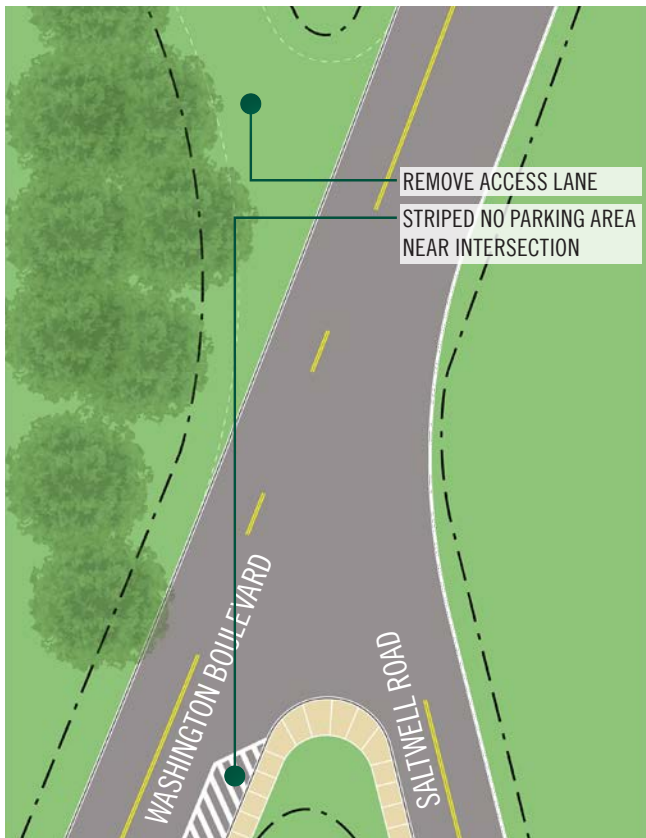 REMOVE ACCESS LANE
STRIPED NO PARKING AREA
NEAR INTERSECTION
WASHINGTON BOULEVARD
SALTWELL ROAD